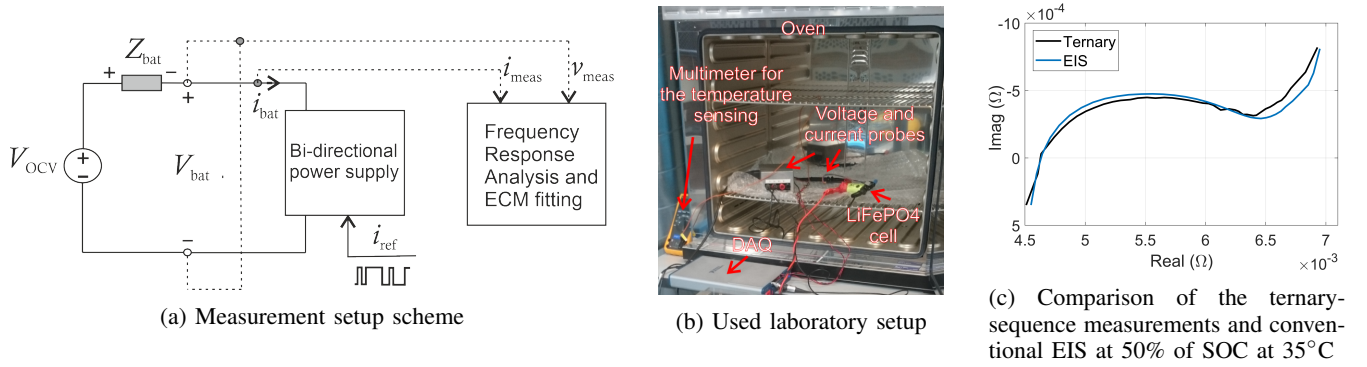 Z_bat
+
−
+
i_bat
i_meas
v_meas
V_OCV
+
−
V_bat
Bi-directional
power supply
Frequency
Response
Analysis and
ECM fitting
−
i_ref
(a) Measurement setup scheme
Oven
Multimeter for
the temperature
sensing
Voltage and
current probes
LiFePO4
cell
DAQ
(b) Used laboratory setup
×10⁻⁴
-10
-5
0
5
Imag (Ω)
Ternary
EIS
4.5
5
5.5
6
6.5
7
Real (Ω)
×10⁻³
(c) Comparison of the ternary-
sequence measurements and conven-
tional EIS at 50% of SOC at 35°C